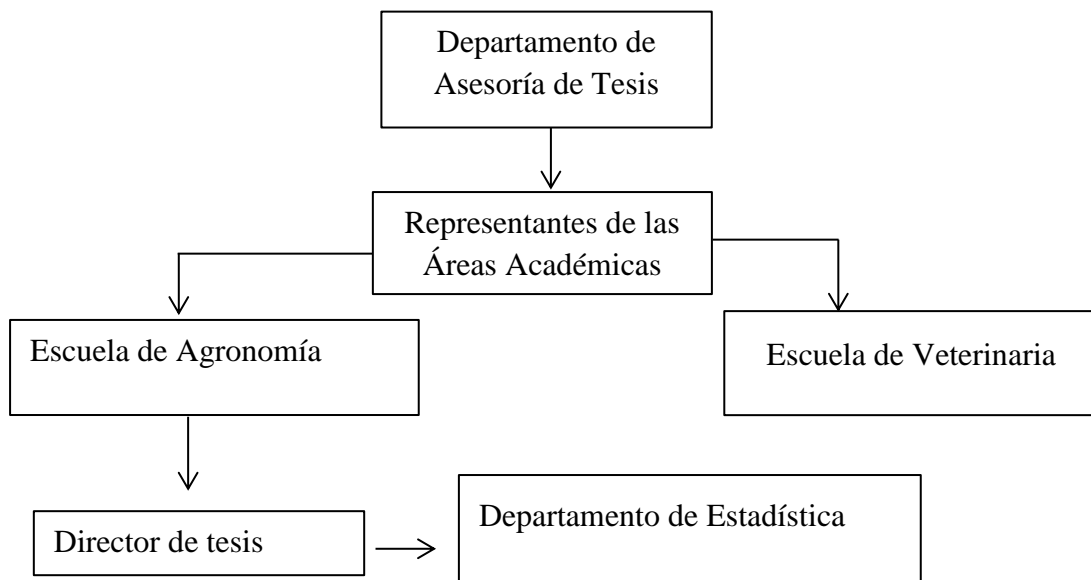 Departamento de
Asesoría de Tesis
Representantes de las
Áreas Académicas
Escuela de Agronomía
Escuela de Veterinaria
Director de tesis
Departamento de Estadística